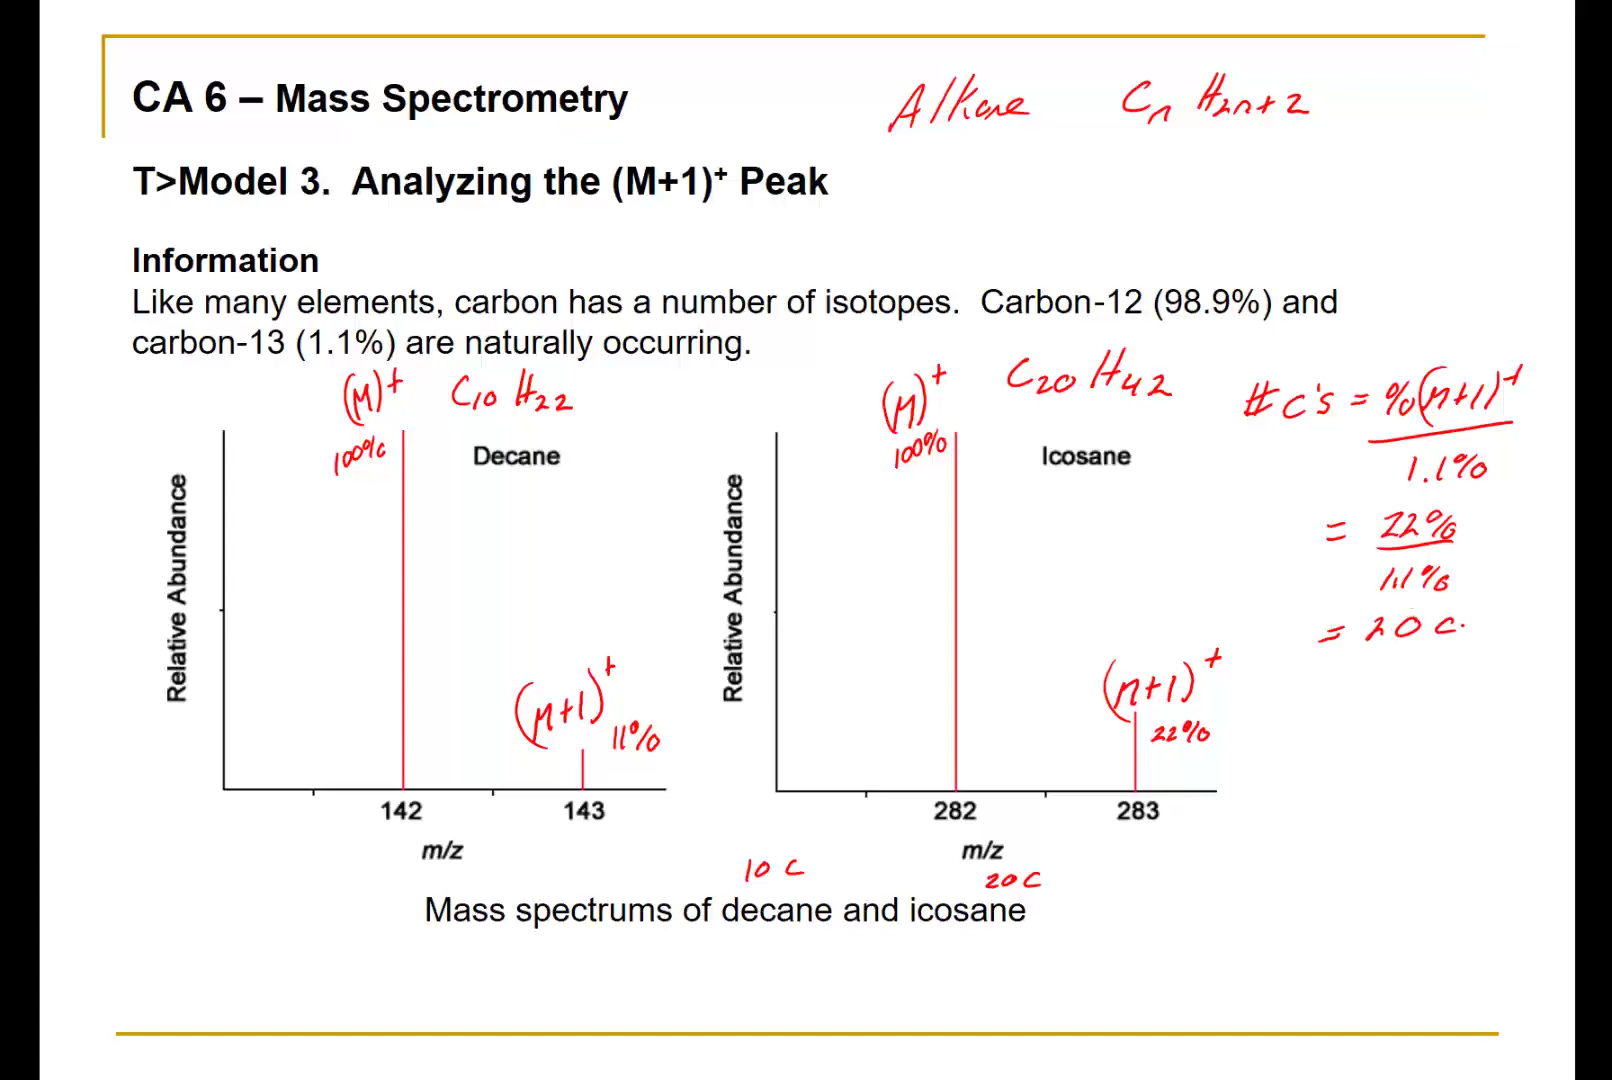 CA 6 – Mass Spectrometry
Alkane CnH2n+2
T>Model 3. Analyzing the (M+1)+ Peak
Information
Like many elements, carbon has a number of isotopes. Carbon-12 (98.9%) and
carbon-13 (1.1%) are naturally occurring.
(M)+ C10H22
100%
Decane
Relative Abundance
(M+1)+
11%
142 143
m/z
(M)+ C20H42
100%
Icosane
Relative Abundance
(M+1)+
22%
282 283
m/z
# C's = %(M+1)+
1.1%
= 22%
1.1%
= 20 C.
10 C
20 C
Mass spectrums of decane and icosane